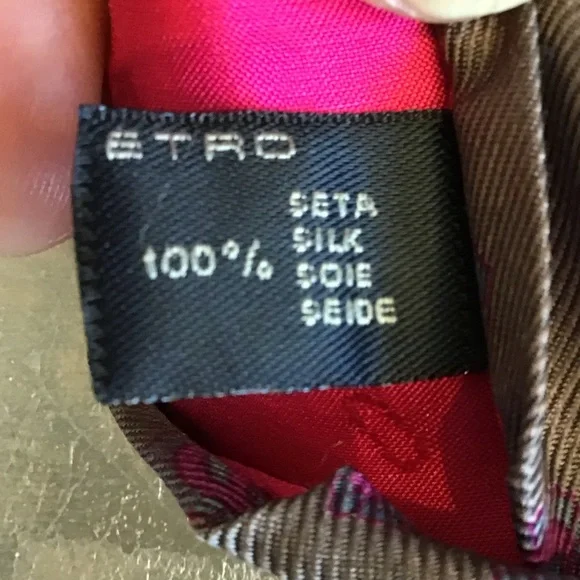 ETRO
100%
SETA
SILK
SOIE
SEIDE